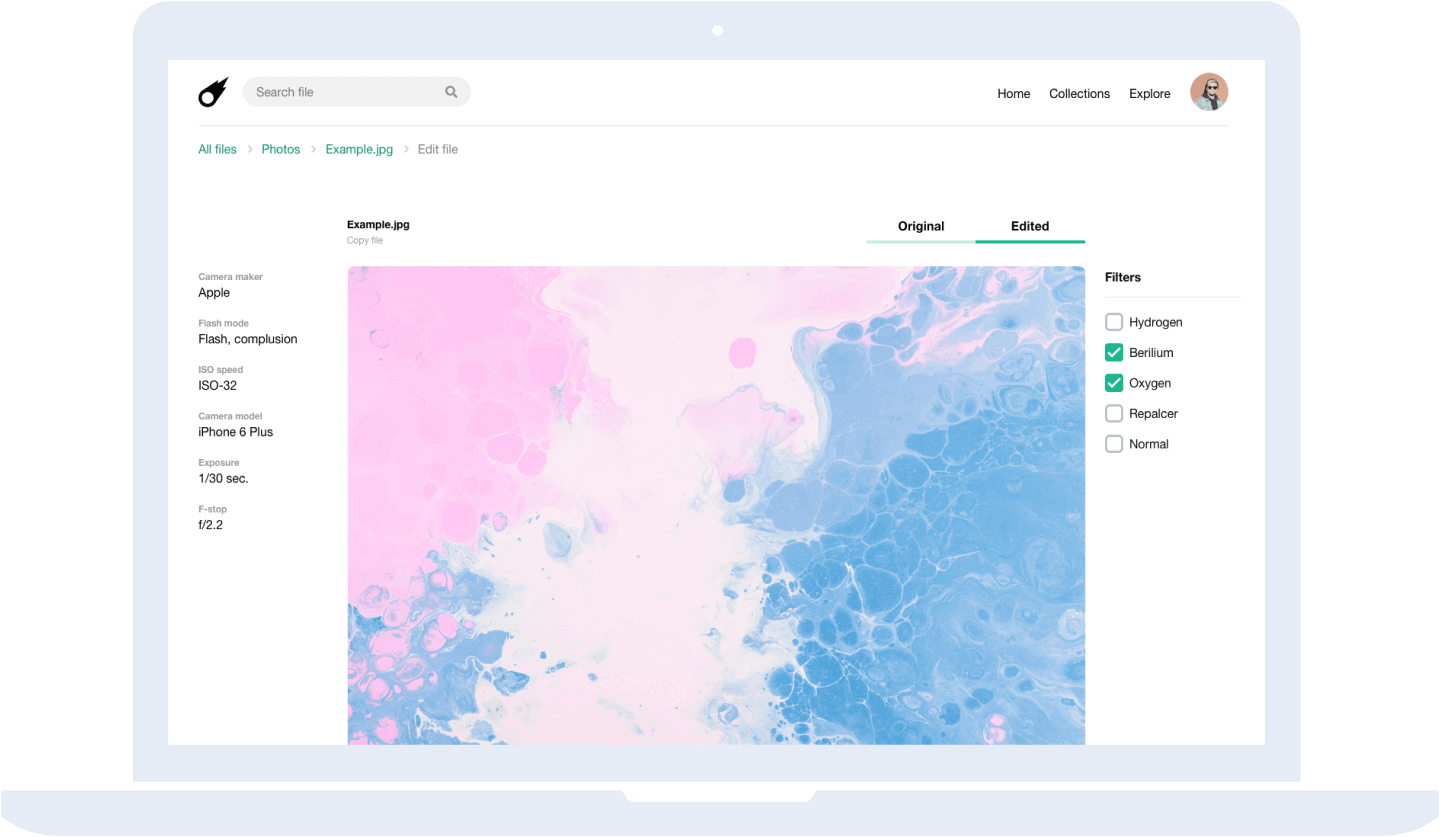 Search file
Home Collections Explore
All files > Photos > Example.jpg > Edit file
Example.jpg
Copy file
Original Edited
Camera maker
Apple
Flash mode
Flash, complusion
ISO speed
ISO-32
Camera model
iPhone 6 Plus
Exposure
1/30 sec.
F-stop
f/2.2
Filters
Hydrogen
Berilium
Oxygen
Repalcer
Normal